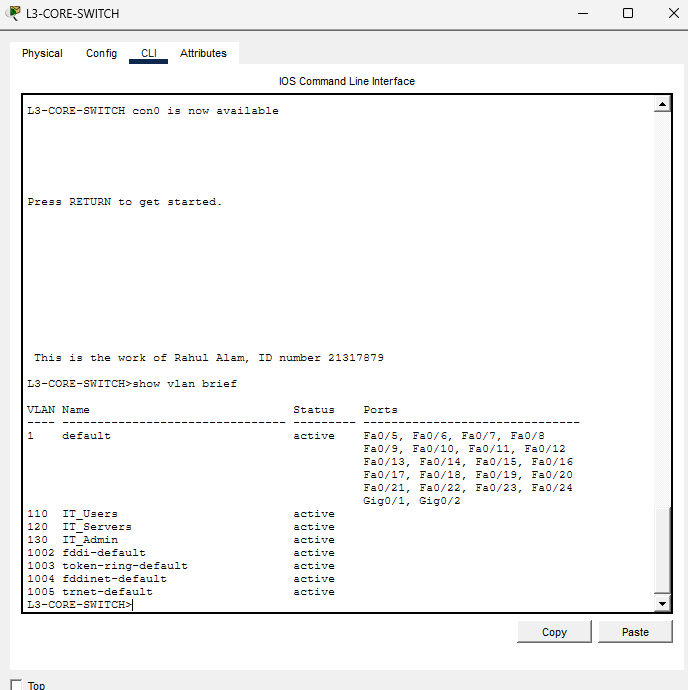 L3-CORE-SWITCH
Physical Config CLI Attributes
IOS Command Line Interface
L3-CORE-SWITCH con0 is now available
Press RETURN to get started.
This is the work of Rahul Alam, ID number 21317879
L3-CORE-SWITCH>show vlan brief
VLAN Name Status Ports
---- -------------------------------- --------- -------------------------------
1 default active Fa0/5, Fa0/6, Fa0/7, Fa0/8
Fa0/9, Fa0/10, Fa0/11, Fa0/12
Fa0/13, Fa0/14, Fa0/15, Fa0/16
Fa0/17, Fa0/18, Fa0/19, Fa0/20
Fa0/21, Fa0/22, Fa0/23, Fa0/24
Gig0/1, Gig0/2
110 IT_Users active
120 IT_Servers active
130 IT_Admin active
1002 fddi-default active
1003 token-ring-default active
1004 fddinet-default active
1005 trnet-default active
L3-CORE-SWITCH>
Copy Paste
Top